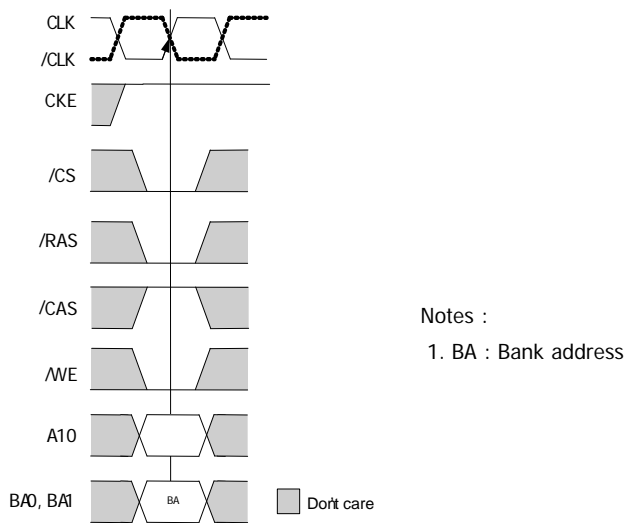 CLK
/CLK
CKE
/CS
/RAS
/CAS
/WE
A10
BA0, BA1
BA
Don't care
Notes :
1. BA : Bank address